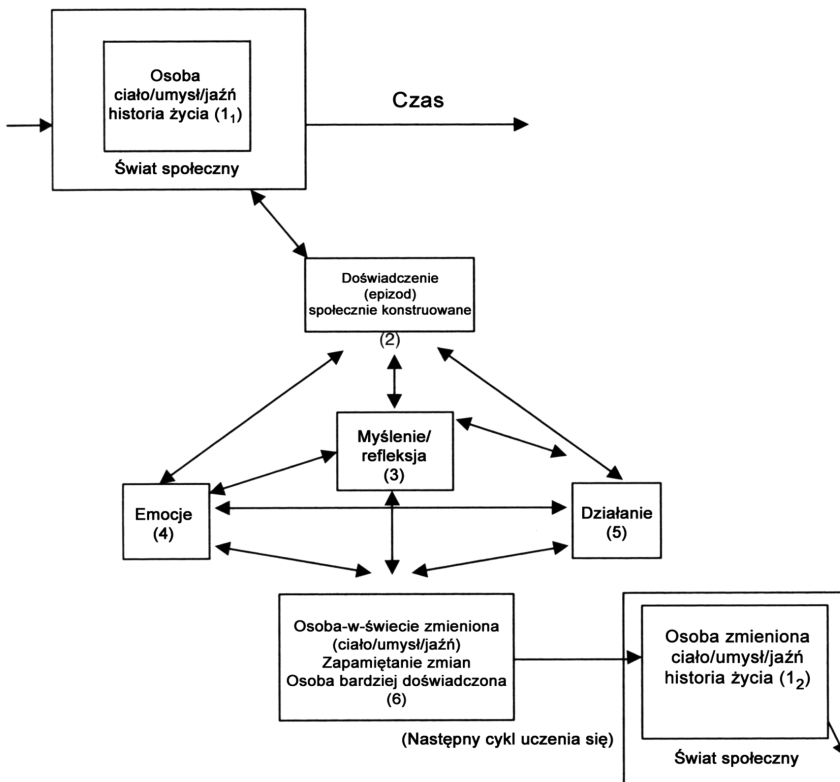 Osoba
ciało/umysł/jaźń
historia życia (1₁)
Świat społeczny
Czas
Doświadczenie
(epizod)
społecznie konstruowane
(2)
Myślenie/
refleksja
(3)
Emocje
(4)
Działanie
(5)
Osoba-w-świecie zmieniona
(ciało/umysł/jaźń)
Zapamiętanie zmian
Osoba bardziej doświadczona
(6)
(Następny cykl uczenia się)
Osoba zmieniona
ciało/umysł/jaźń
historia życia (1₂)
Świat społeczny